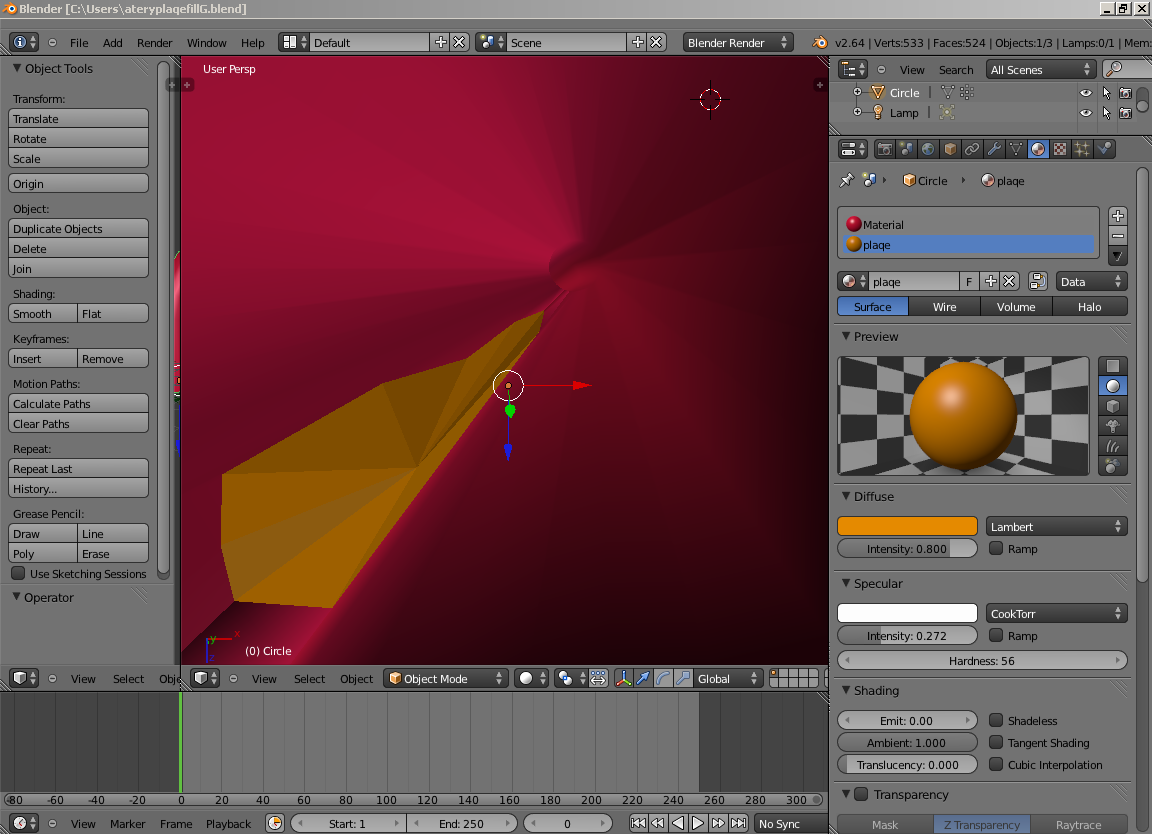 Blender [C:\Users\ateryplaqefillG.blend]
File Add Render Window Help Default Scene Blender Render v2.64 | Verts:533 | Faces:524 | Objects:1/3 | Lamps:0/1 | Mem:
Object Tools
Transform:
Translate
Rotate
Scale
Origin
Object:
Duplicate Objects
Delete
Join
Shading:
Smooth Flat
Keyframes:
Insert Remove
Motion Paths:
Calculate Paths
Clear Paths
Repeat:
Repeat Last
History...
Grease Pencil:
Draw Line
Poly Erase
Use Sketching Sessions
Operator
View Select Obje
User Persp
y x
z
(0) Circle
View Select Object Object Mode Global
View Search All Scenes
Circle
Lamp
Circle plaqe
Material
plaqe
plaqe F Data
Surface Wire Volume Halo
Preview
Diffuse
Lambert
Intensity: 0.800 Ramp
Specular
CookTorr
Intensity: 0.272 Ramp
Hardness: 56
Shading
Emit: 0.00 Shadeless
Ambient: 1.000 Tangent Shading
Translucency: 0.000 Cubic Interpolation
Transparency
Mask Z Transparency Raytrace
-80 -60 -40 -20 0 20 40 60 80 100 120 140 160 180 200 220 240 260 280 300
View Marker Frame Playback Start: 1 End: 250 0 No Sync